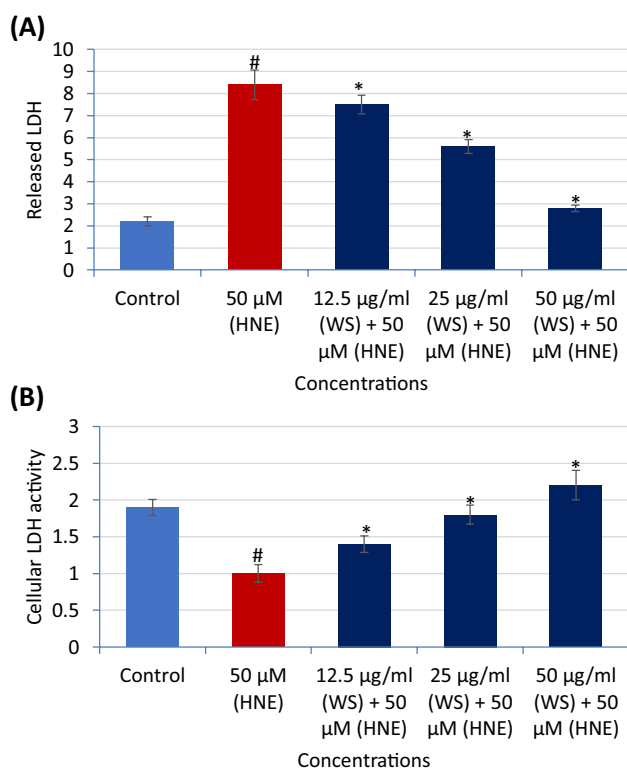 (A)
10
9
8
7
6
5
4
3
2
1
0
Released LDH
#
*
*
*
Control
50 μM
(HNE)
12.5 μg/ml
(WS) + 50
μM (HNE)
25 μg/ml
(WS) + 50
μM (HNE)
50 μg/ml
(WS) + 50
μM (HNE)
Concentrations
(B)
3
2.5
2
1.5
1
0.5
0
Cellular LDH activity
#
*
*
*
Control
50 μM
(HNE)
12.5 μg/ml
(WS) + 50
μM (HNE)
25 μg/ml
(WS) + 50
μM (HNE)
50 μg/ml
(WS) + 50
μM (HNE)
Concentrations